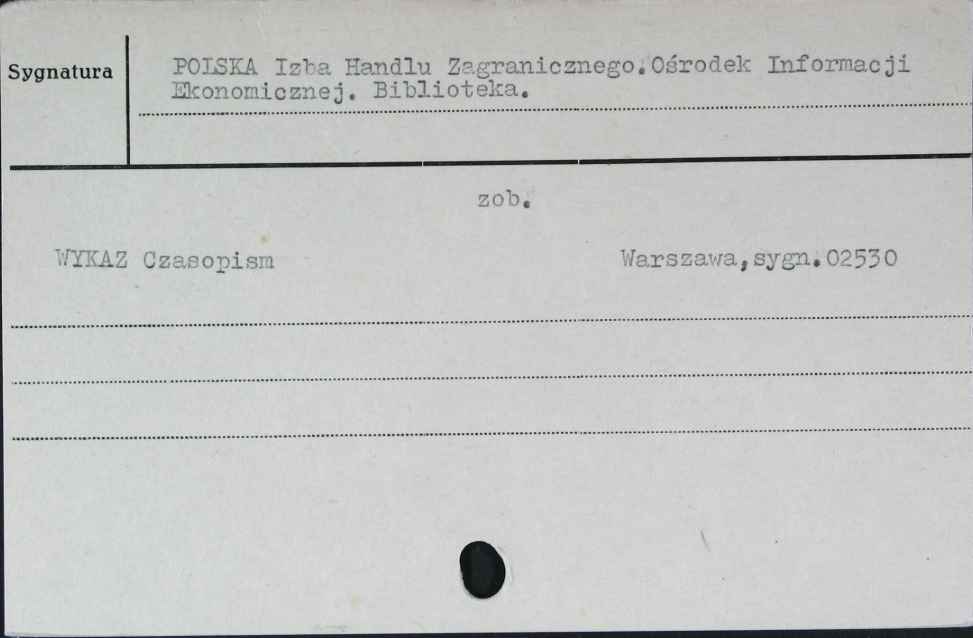 Sygnatura
POLSKA Izba Handlu Zagranicznego.Ośrodek Informacji
Ekonomicznej. Biblioteka.
zob.
WYKAZ Czasopism Warszawa,sygn.02530